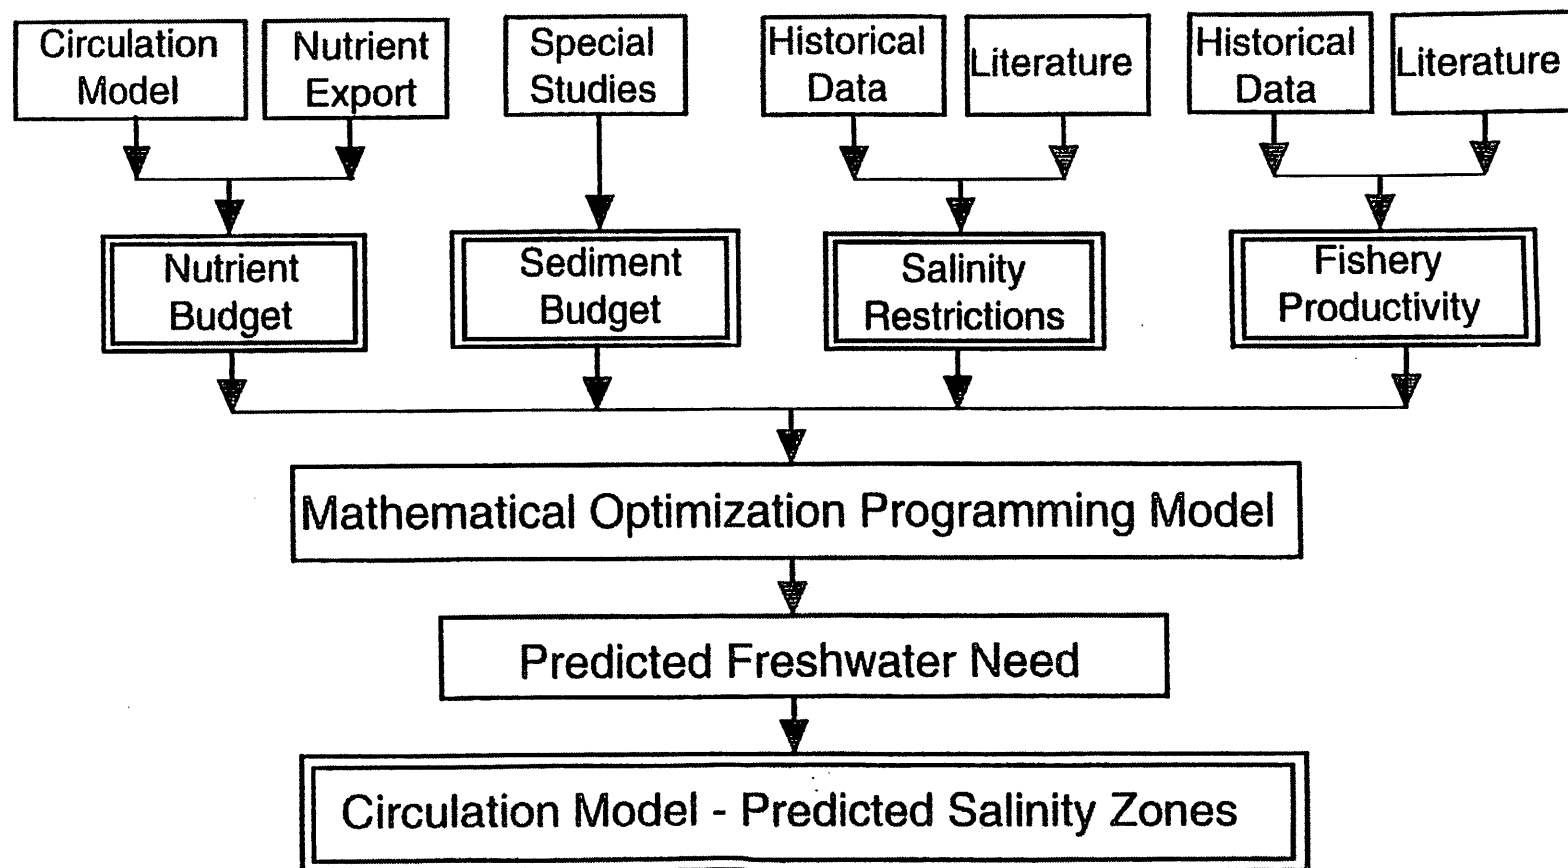 Circulation
Model
Nutrient
Export
Special
Studies
Historical
Data
Literature
Historical
Data
Literature
Nutrient
Budget
Sediment
Budget
Salinity
Restrictions
Fishery
Productivity
Mathematical Optimization Programming Model
Predicted Freshwater Need
Circulation Model - Predicted Salinity Zones